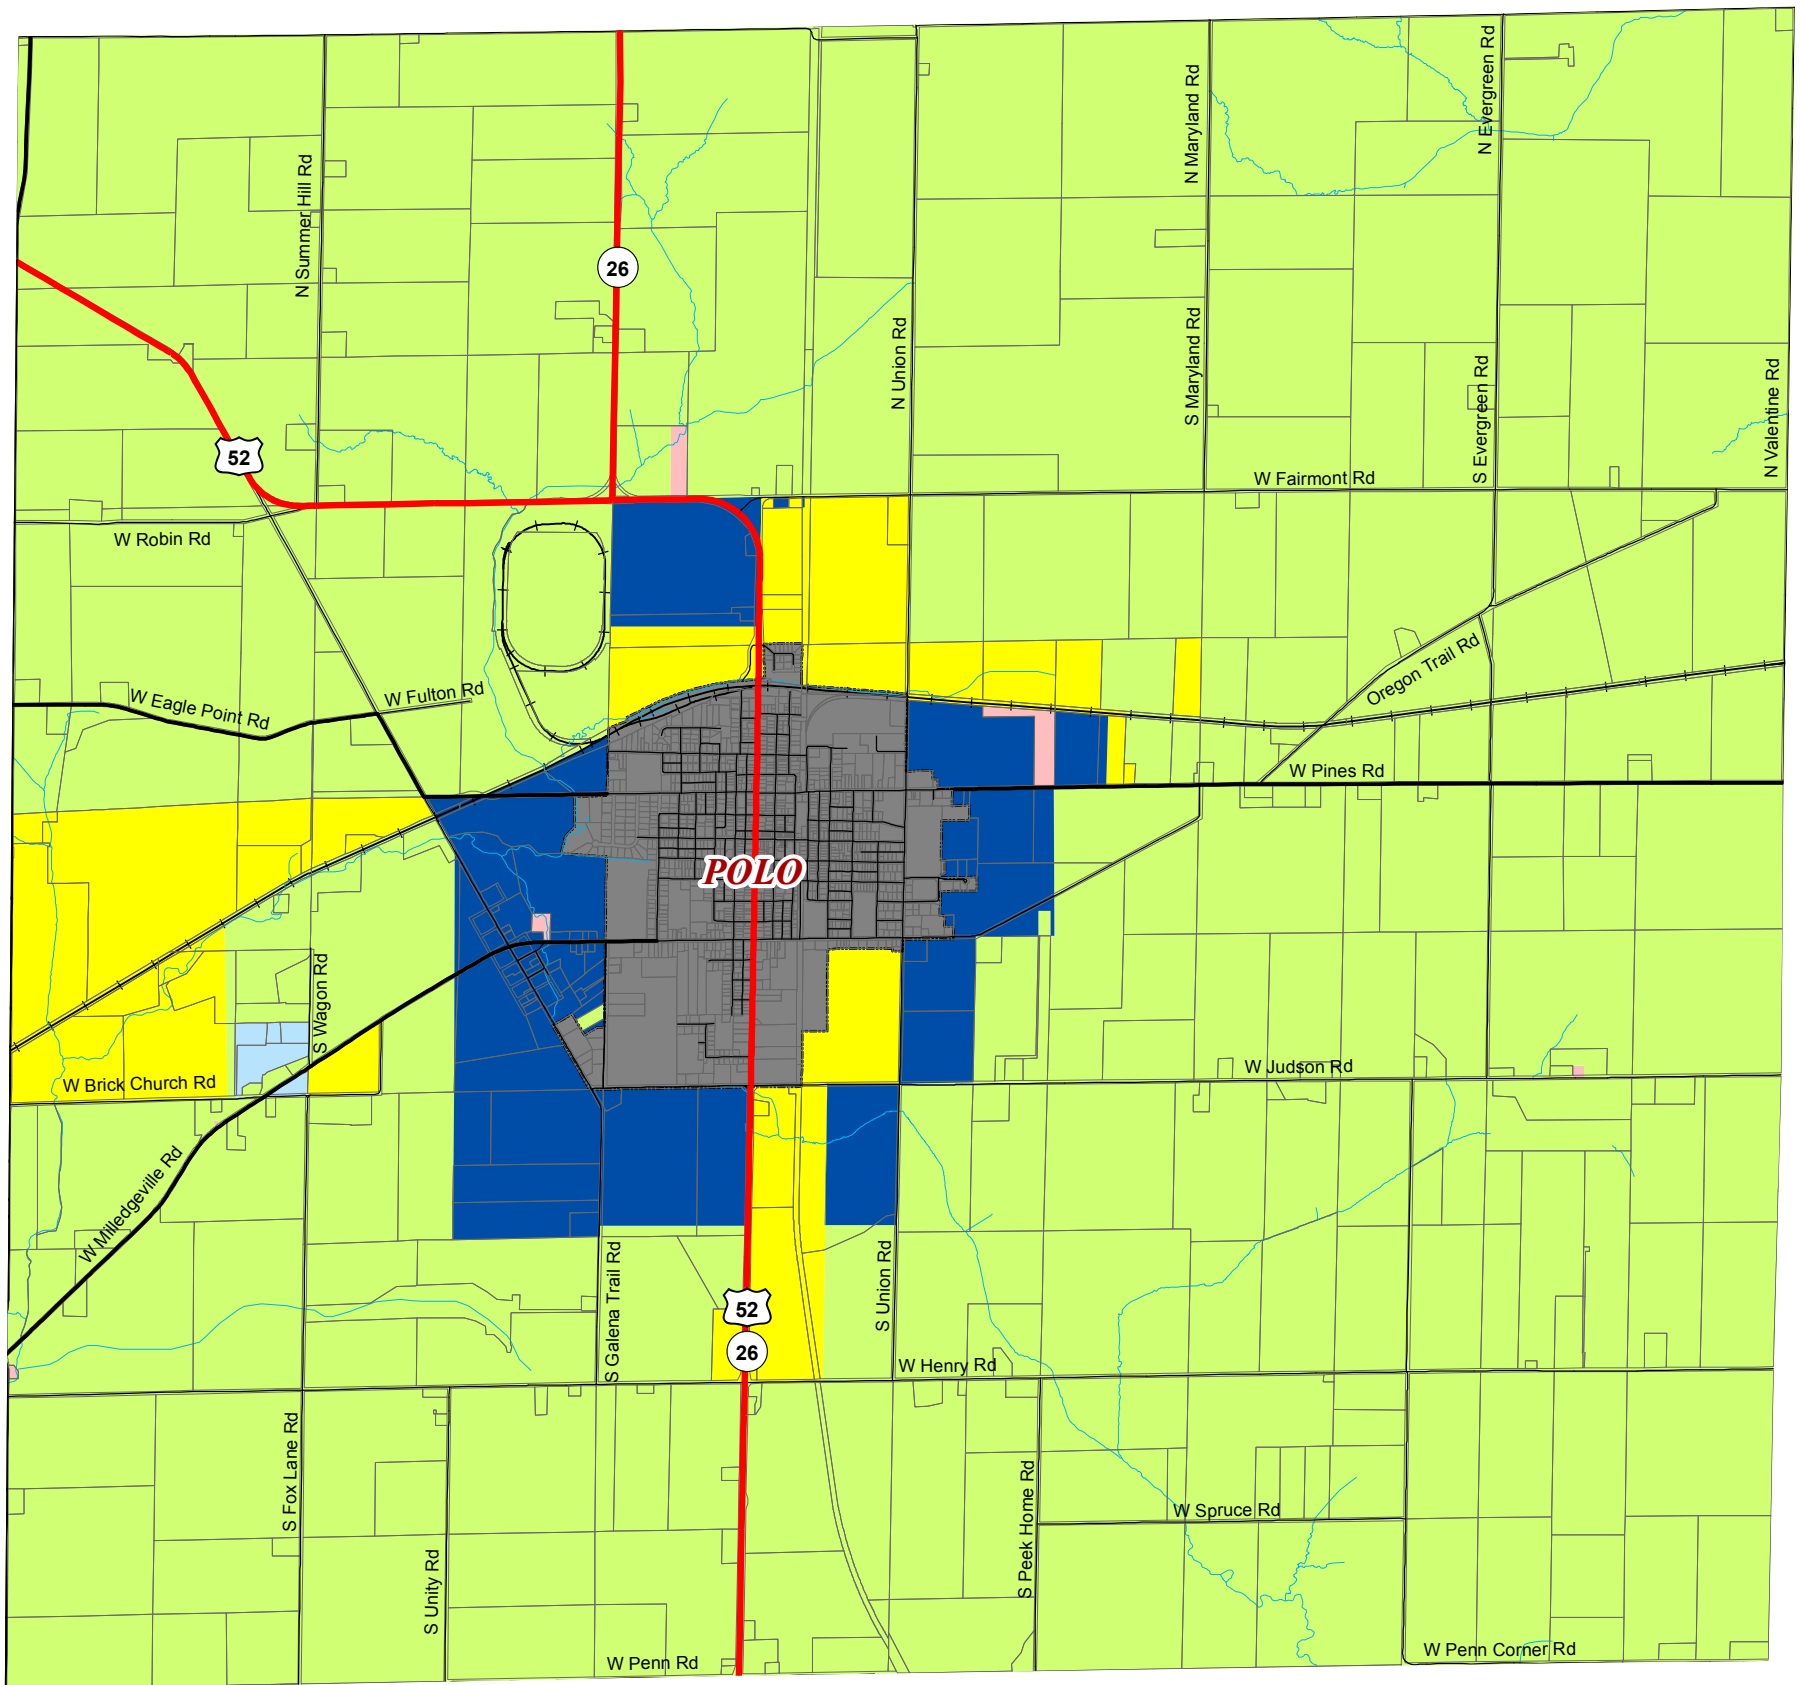 N Evergreen Rd
N Maryland Rd
N Summer Hill Rd
26
N Union Rd
S Maryland Rd
S Evergreen Rd
N Valentine Rd
52
W Fairmont Rd
W Robin Rd
W Eagle Point Rd
W Fulton Rd
Oregon Trail Rd
W Pines Rd
POLO
S Wagon Rd
W Brick Church Rd
W Judson Rd
W Milledgeville Rd
S Galena Trail Rd
S Union Rd
52
26
W Henry Rd
S Fox Lane Rd
S Unity Rd
S Peek Home Rd
W Spruce Rd
W Penn Rd
W Penn Corner Rd